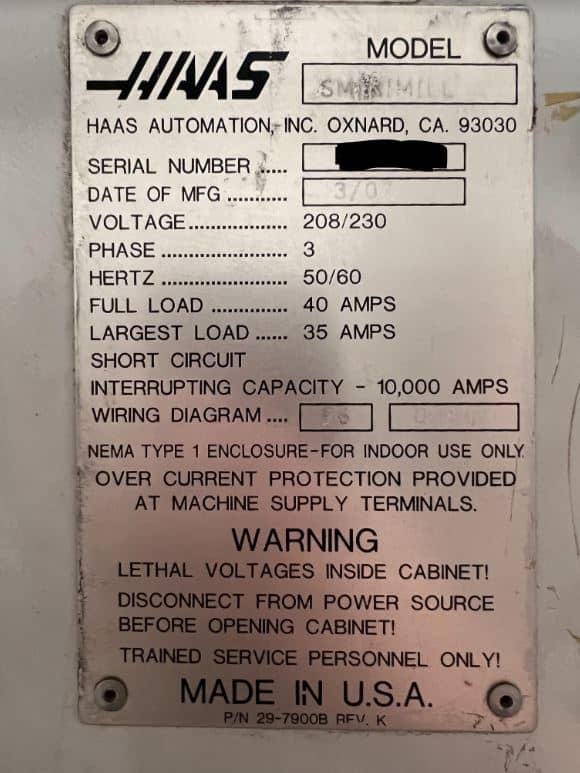 HAAS MODEL
HAAS AUTOMATION, INC. OXNARD, CA. 93030
SERIAL NUMBER .....
DATE OF MFG ........... 3/07
VOLTAGE................... 208/230
PHASE ........................ 3
HERTZ ........................ 50/60
FULL LOAD .............. 40 AMPS
LARGEST LOAD ...... 35 AMPS
SHORT CIRCUIT
INTERRUPTING CAPACITY - 10,000 AMPS
WIRING DIAGRAM ....
NEMA TYPE 1 ENCLOSURE-FOR INDOOR USE ONLY
OVER CURRENT PROTECTION PROVIDED
AT MACHINE SUPPLY TERMINALS.
WARNING
LETHAL VOLTAGES INSIDE CABINET!
DISCONNECT FROM POWER SOURCE
BEFORE OPENING CABINET!
TRAINED SERVICE PERSONNEL ONLY!
MADE IN U.S.A.
P/N 29-7900B REV. K